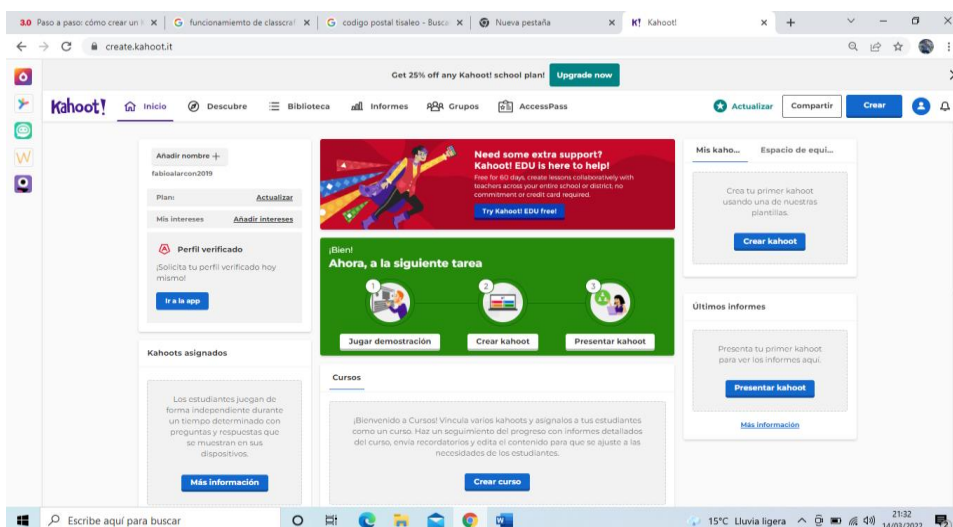 3.0 Paso a paso: cómo crear un K
funcionamiemto de classcraf
codigo postal tisaleo - Busca
Nueva pestaña
K! Kahoot!
create.kahoot.it
Get 25% off any Kahoot! school plan!
Upgrade now
Kahoot!
Inicio
Descubre
Biblioteca
Informes
Grupos
AccessPass
Actualizar
Compartir
Crear
Añadir nombre +
fabioalarcon2019
Plan: Actualizar
Mis intereses Añadir intereses
Perfil verificado
¡Solicita tu perfil verificado hoy
mismo!
Ir a la app
Kahoots asignados
Los estudiantes juegan de
forma independiente durante
un tiempo determinado con
preguntas y respuestas que
se muestran en sus
dispositivos.
Más información
Need some extra support?
Kahoot! EDU is here to help!
Free for 60 days, create lessons collaboratively with
teachers across your entire school or district, no
commitment or credit card required.
Try Kahoot! EDU free!
¡Bien!
Ahora, a la siguiente tarea
1
2
3
Jugar demostración
Crear kahoot
Presentar kahoot
Cursos
¡Bienvenido a Cursos! Vincula varios kahoots y asígnalos a tus estudiantes
como un curso. Haz un seguimiento del progreso con informes detallados
del curso, envía recordatorios y edita el contenido para que se ajuste a las
necesidades de los estudiantes.
Crear curso
Mis kaho...
Espacio de equi...
Crea tu primer kahoot
usando una de nuestras
plantillas.
Crear kahoot
Últimos informes
Presenta tu primer kahoot
para ver los informes aquí.
Presentar kahoot
Más información
Escribe aquí para buscar
15°C Lluvia ligera
21:32
14/03/2022